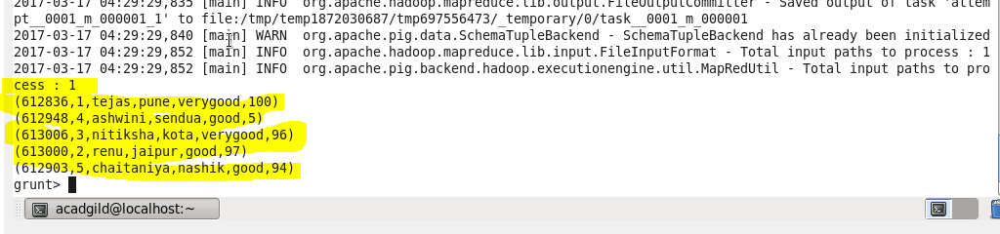 2017-03-17 04:29:29,835 [main] INFO  org.apache.hadoop.mapreduce.lib.output.FileOutputCommitter - Saved output of task 'attem
pt__0001_m_000001_1' to file:/tmp/temp1872030687/tmp697556473/_temporary/0/task__0001_m_000001
2017-03-17 04:29:29,840 [main] WARN  org.apache.pig.data.SchemaTupleBackend - SchemaTupleBackend has already been initialized
2017-03-17 04:29:29,852 [main] INFO  org.apache.hadoop.mapreduce.lib.input.FileInputFormat - Total input paths to process : 1
2017-03-17 04:29:29,852 [main] INFO  org.apache.pig.backend.hadoop.executionengine.util.MapRedUtil - Total input paths to pro
cess : 1
(612836,1,tejas,pune,verygood,100)
(612948,4,ashwini,sendua,good,5)
(613006,3,nitiksha,kota,verygood,96)
(613000,2,renu,jaipur,good,97)
(612903,5,chaitaniya,nashik,good,94)
grunt>
acadgild@localhost:~